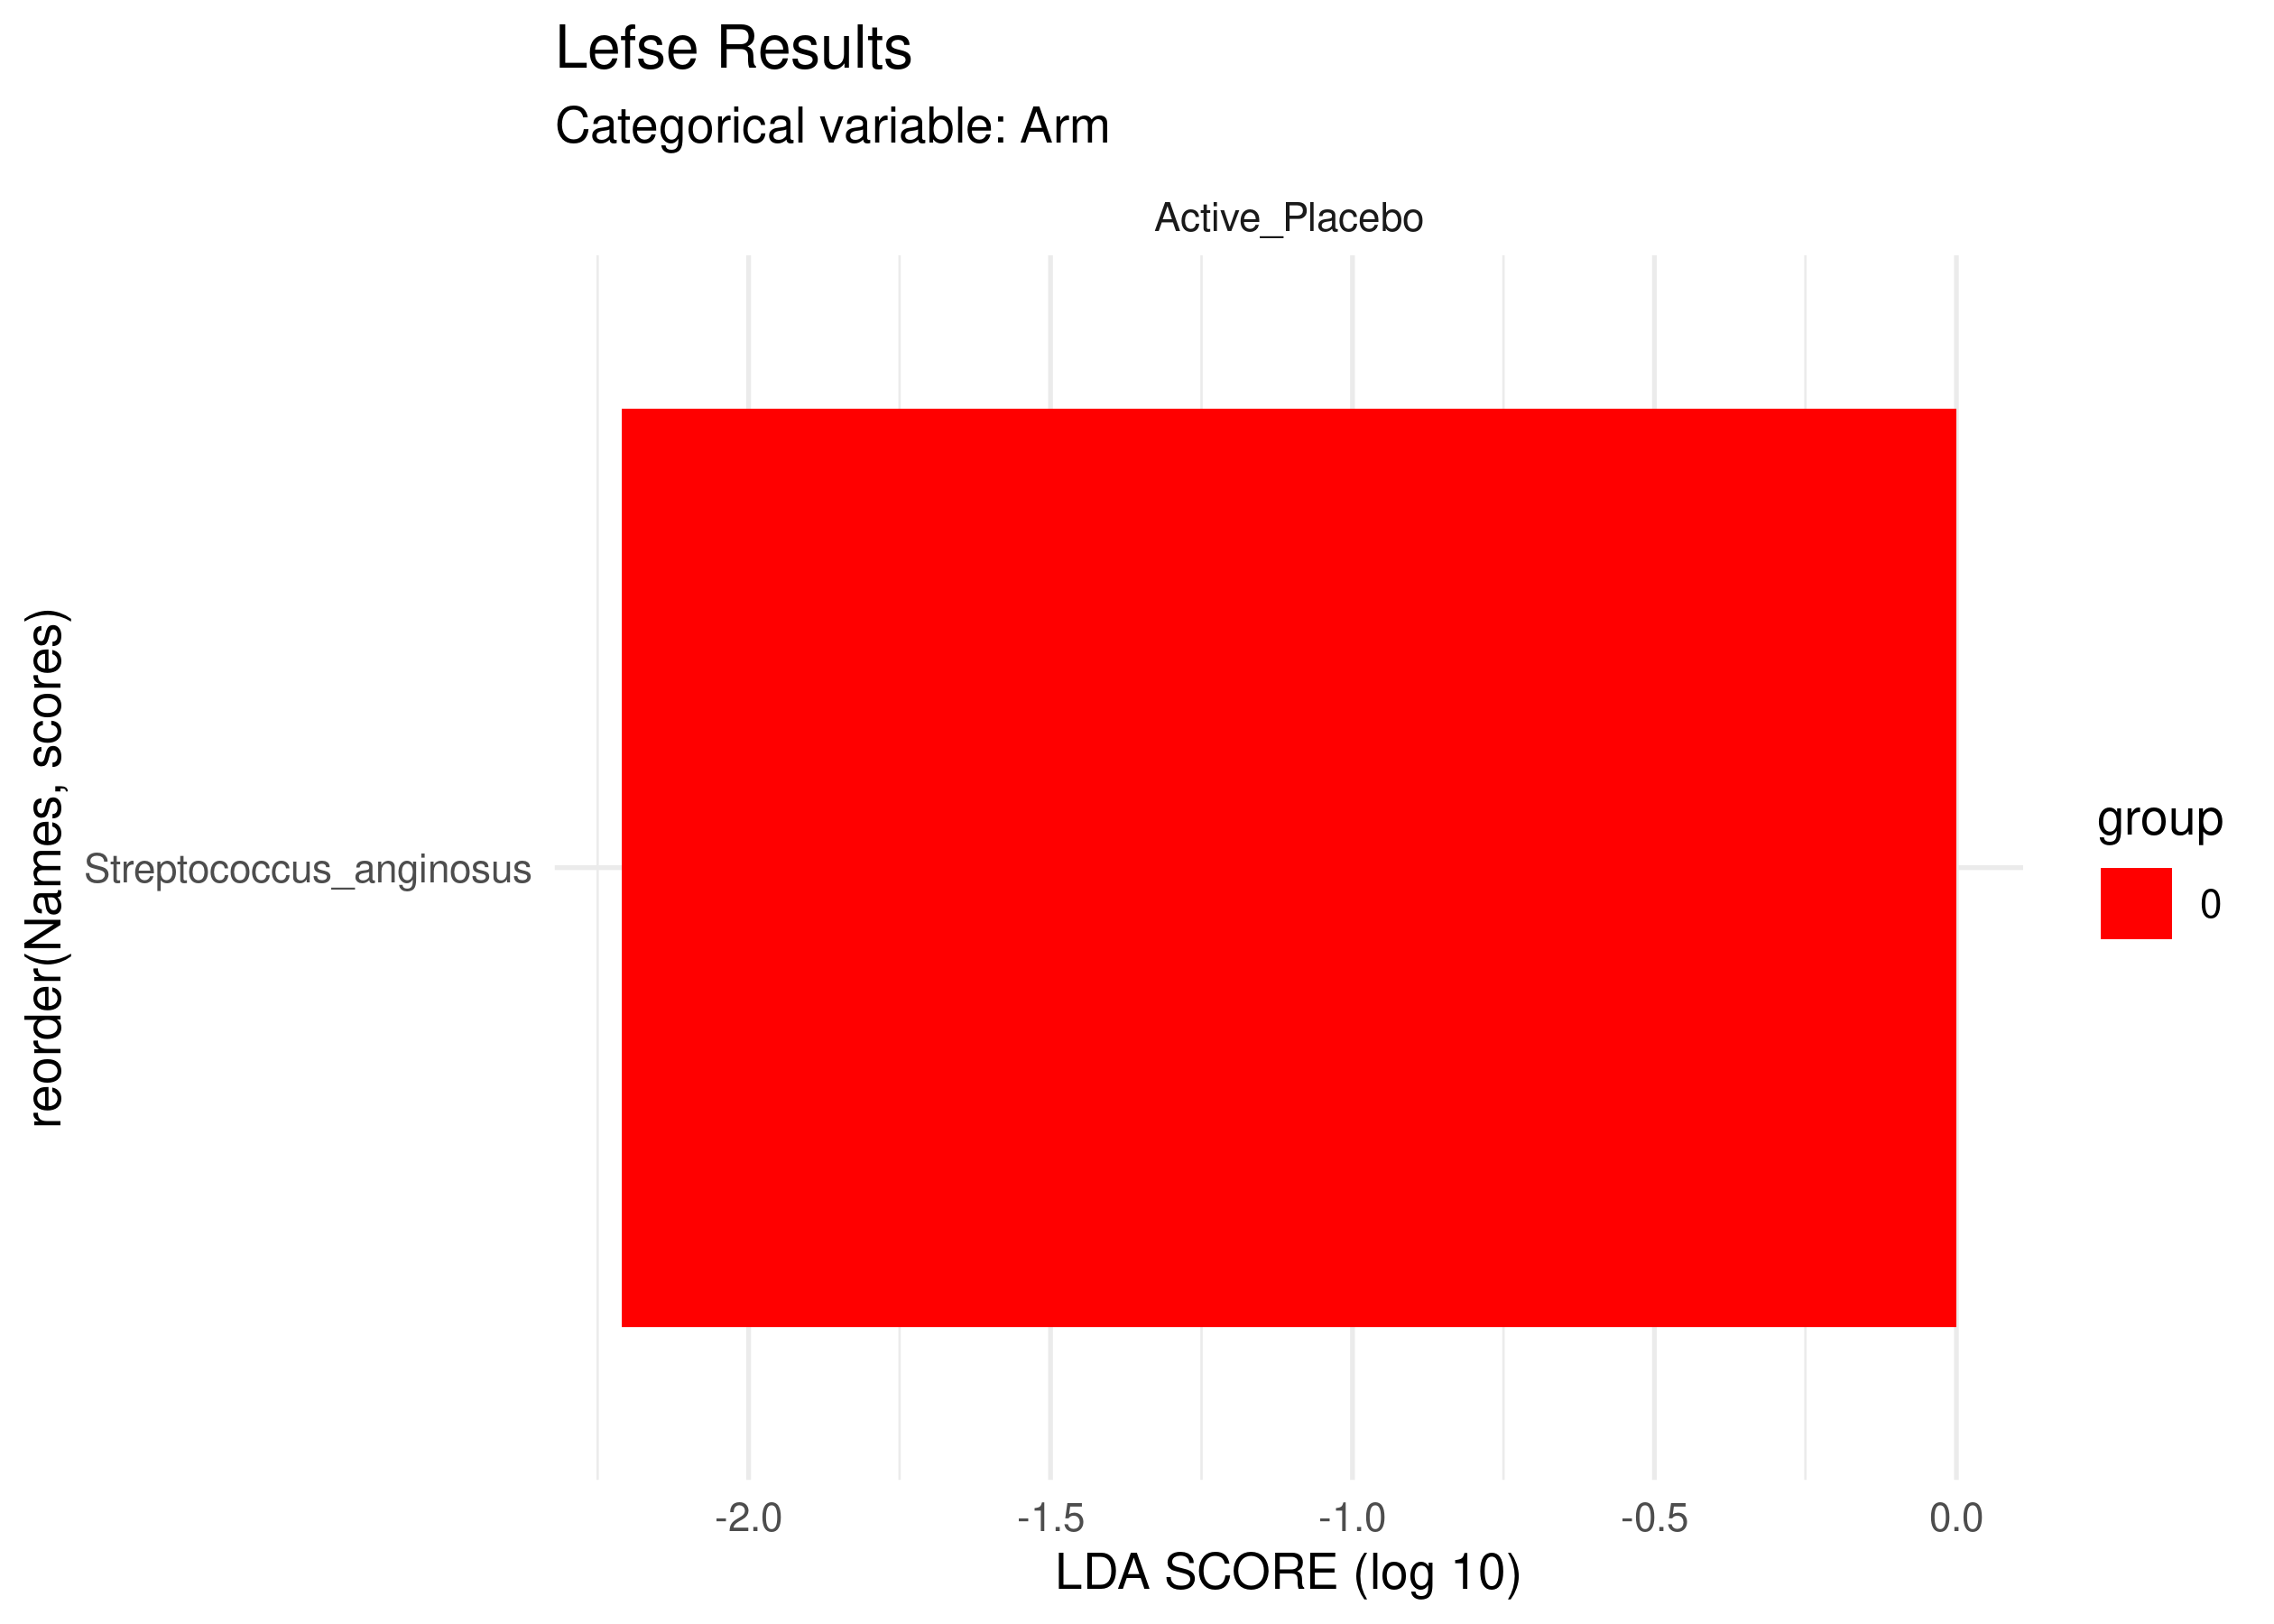 Lefse Results
Categorical variable: Arm
Active_Placebo
reorder(Names, scores)
Streptococcus_anginosus
group
0
-2.0 -1.5 -1.0 -0.5 0.0
LDA SCORE (log 10)